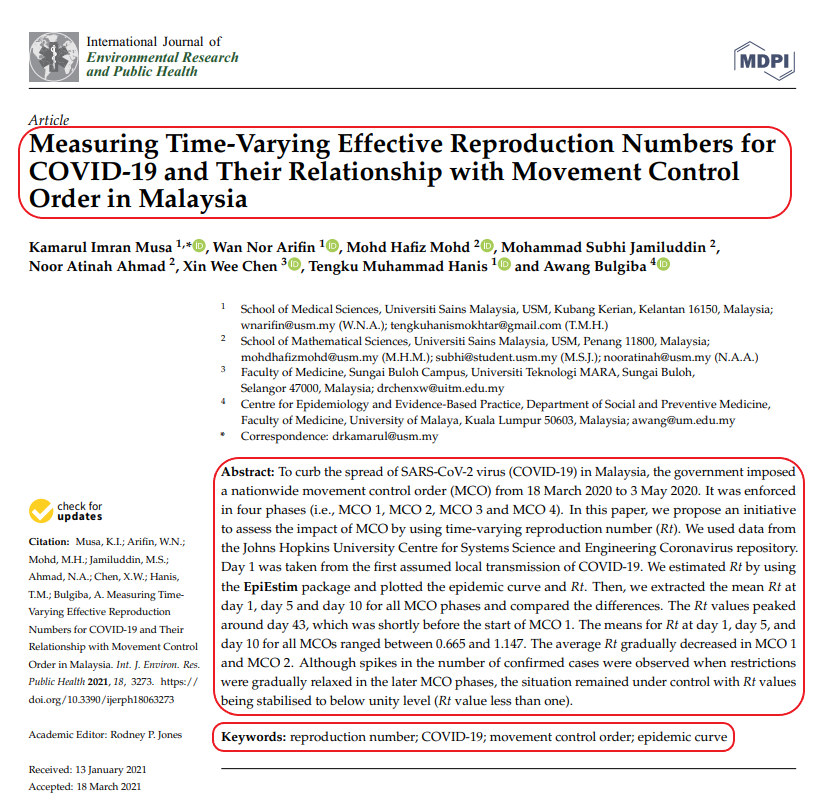 International Journal of
Environmental Research
and Public Health
MDPI
Article
Measuring Time-Varying Effective Reproduction Numbers for
COVID-19 and Their Relationship with Movement Control
Order in Malaysia
Kamarul Imran Musa 1,*iD, Wan Nor Arifin 1 iD, Mohd Hafiz Mohd 2 iD, Mohammad Subhi Jamiluddin 2,
Noor Atinah Ahmad 2, Xin Wee Chen 3 iD, Tengku Muhammad Hanis 1 iD and Awang Bulgiba 4 iD
1 School of Medical Sciences, Universiti Sains Malaysia, USM, Kubang Kerian, Kelantan 16150, Malaysia;
wnarifin@usm.my (W.N.A.); tengkuhanismokhtar@gmail.com (T.M.H.)
2 School of Mathematical Sciences, Universiti Sains Malaysia, USM, Penang 11800, Malaysia;
mohdhafizmohd@usm.my (M.H.M.); subhi@student.usm.my (M.S.J.); nooratinah@usm.my (N.A.A.)
3 Faculty of Medicine, Sungai Buloh Campus, Universiti Teknologi MARA, Sungai Buloh,
Selangor 47000, Malaysia; drchenxw@uitm.edu.my
4 Centre for Epidemiology and Evidence-Based Practice, Department of Social and Preventive Medicine,
Faculty of Medicine, University of Malaya, Kuala Lumpur 50603, Malaysia; awang@um.edu.my
* Correspondence: drkamarul@usm.my
Abstract: To curb the spread of SARS-CoV-2 virus (COVID-19) in Malaysia, the government imposed
a nationwide movement control order (MCO) from 18 March 2020 to 3 May 2020. It was enforced
in four phases (i.e., MCO 1, MCO 2, MCO 3 and MCO 4). In this paper, we propose an initiative
to assess the impact of MCO by using time-varying reproduction number (Rt). We used data from
the Johns Hopkins University Centre for Systems Science and Engineering Coronavirus repository.
Day 1 was taken from the first assumed local transmission of COVID-19. We estimated Rt by using
the EpiEstim package and plotted the epidemic curve and Rt. Then, we extracted the mean Rt at
day 1, day 5 and day 10 for all MCO phases and compared the differences. The Rt values peaked
around day 43, which was shortly before the start of MCO 1. The means for Rt at day 1, day 5, and
day 10 for all MCOs ranged between 0.665 and 1.147. The average Rt gradually decreased in MCO 1
and MCO 2. Although spikes in the number of confirmed cases were observed when restrictions
were gradually relaxed in the later MCO phases, the situation remained under control with Rt values
being stabilised to below unity level (Rt value less than one).
Keywords: reproduction number; COVID-19; movement control order; epidemic curve
check for
updates
Citation: Musa, K.I.; Arifin, W.N.;
Mohd, M.H.; Jamiluddin, M.S.;
Ahmad, N.A.; Chen, X.W.; Hanis,
T.M.; Bulgiba, A. Measuring Time-
Varying Effective Reproduction
Numbers for COVID-19 and Their
Relationship with Movement Control
Order in Malaysia. Int. J. Environ. Res.
Public Health 2021, 18, 3273. https://
doi.org/10.3390/ijerph18063273
Academic Editor: Rodney P. Jones
Received: 13 January 2021
Accepted: 18 March 2021